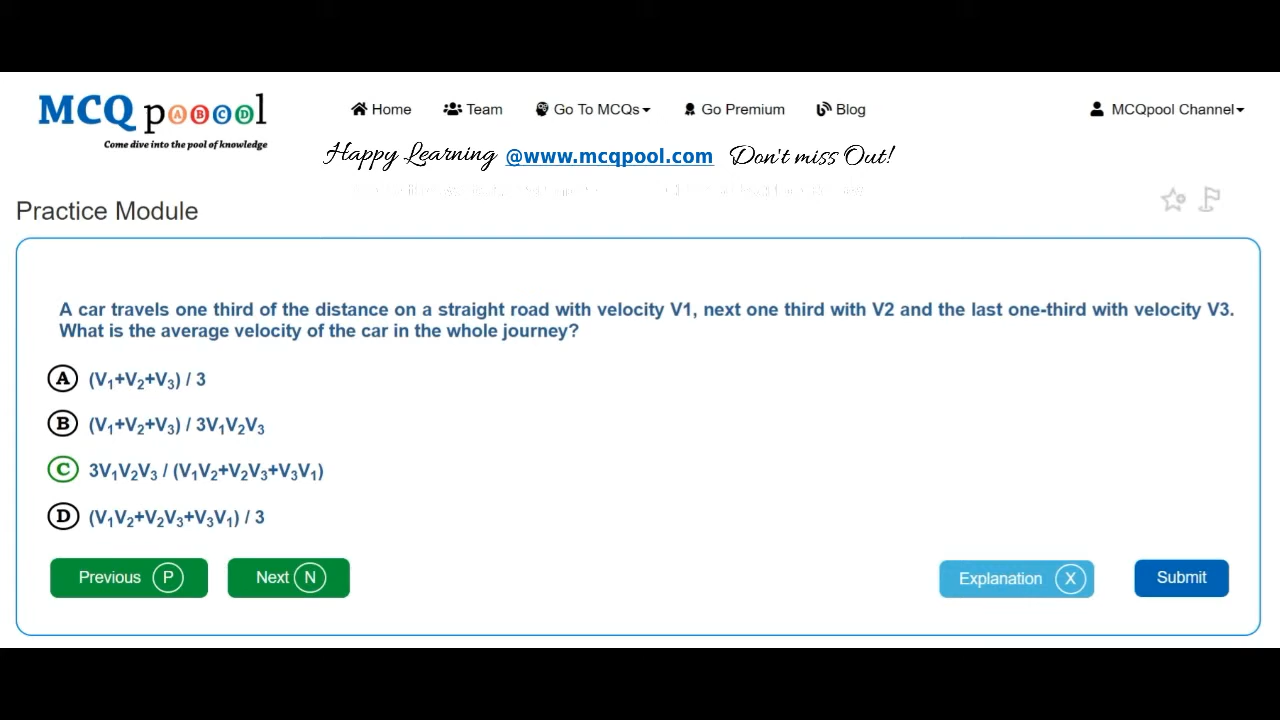 MCQ pABCDl
Come dive into the pool of knowledge
Home Team Go To MCQs Go Premium Blog MCQpool Channel
Happy Learning @www.mcqpool.com Don't miss Out!
Practice Module
A car travels one third of the distance on a straight road with velocity V1, next one third with V2 and the last one-third with velocity V3.
What is the average velocity of the car in the whole journey?
A (V₁+V₂+V₃) / 3
B (V₁+V₂+V₃) / 3V₁V₂V₃
C 3V₁V₂V₃ / (V₁V₂+V₂V₃+V₃V₁)
D (V₁V₂+V₂V₃+V₃V₁) / 3
Previous P Next N Explanation X Submit